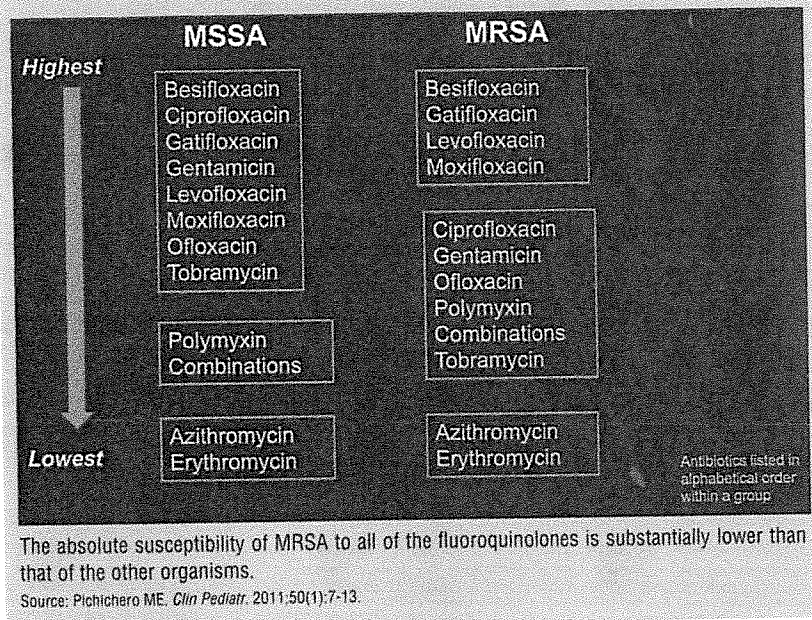 MSSA
MRSA
Highest
Besifloxacin
Ciprofloxacin
Gatifloxacin
Gentamicin
Levofloxacin
Moxifloxacin
Ofloxacin
Tobramycin
Polymyxin
Combinations
Azithromycin
Erythromycin
Besifloxacin
Gatifloxacin
Levofloxacin
Moxifloxacin
Ciprofloxacin
Gentamicin
Ofloxacin
Polymyxin
Combinations
Tobramycin
Azithromycin
Erythromycin
Lowest
Antibiotics listed in
alphabetical order
within a group
The absolute susceptibility of MRSA to all of the fluoroquinolones is substantially lower than
that of the other organisms.
Source: Pichichero ME, Clin Pediatr. 2011;50(1):7-13.